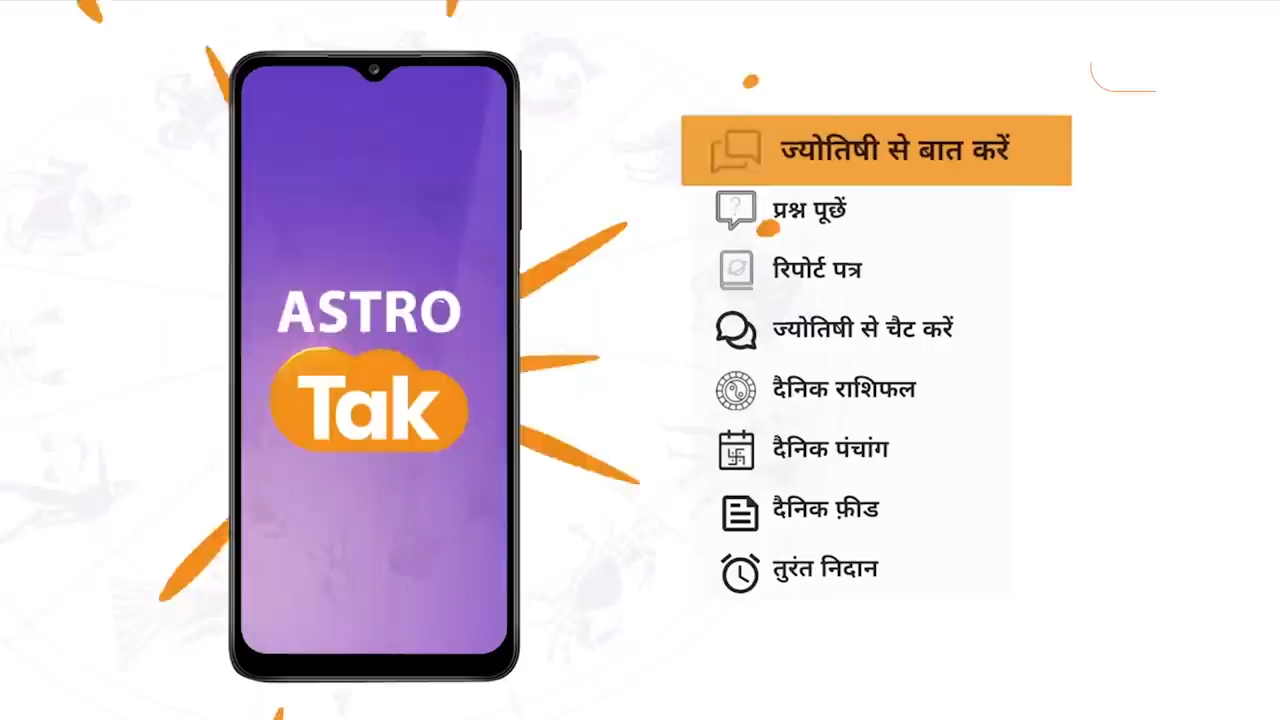 ASTRO
Tak
ज्योतिषी से बात करें
प्रश्न पूछें
रिपोर्ट पत्र
ज्योतिषी से चैट करें
दैनिक राशिफल
दैनिक पंचांग
दैनिक फ़ीड
तुरंत निदान